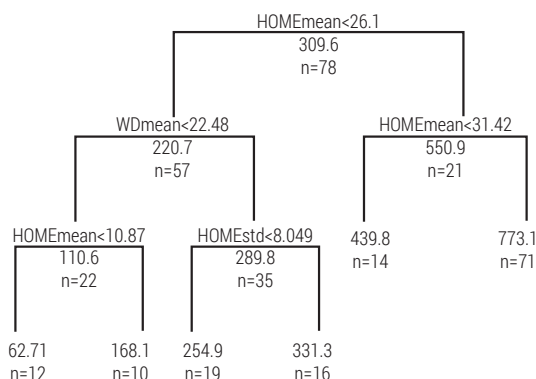 HOMEmean<26.1
309.6
n=78
WDmean<22.48
220.7
n=57
HOMEmean<31.42
550.9
n=21
HOMEmean<10.87
110.6
n=22
HOMEstd<8.049
289.8
n=35
439.8
n=14
773.1
n=71
62.71
n=12
168.1
n=10
254.9
n=19
331.3
n=16